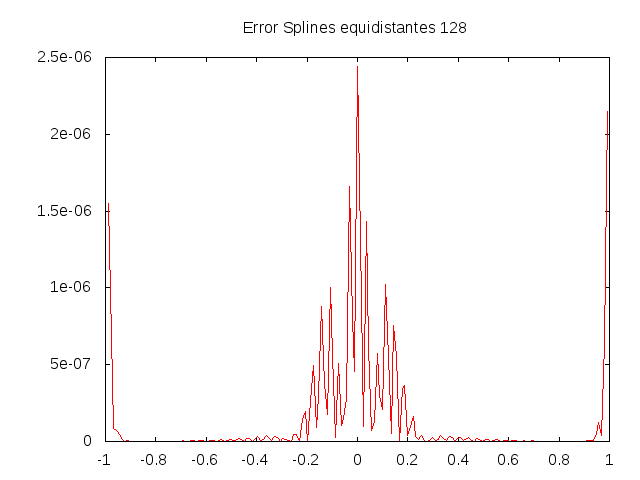 Error Splines equidistantes 128
2.5e-06
2e-06
1.5e-06
1e-06
5e-07
0
-1 -0.8 -0.6 -0.4 -0.2 0 0.2 0.4 0.6 0.8 1